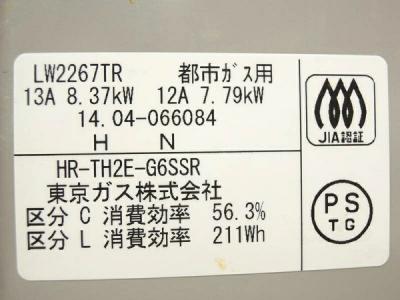 LW2267TR 都市ｶﾞｽ用
13A 8.37kW 12A 7.79kW
14.04-066084
H N
JIA認証
HR-TH2E-G6SSR
東京ガス株式会社
区分 C 消費効率 56.3%
区分 L 消費効率 211Wh
PS
TG